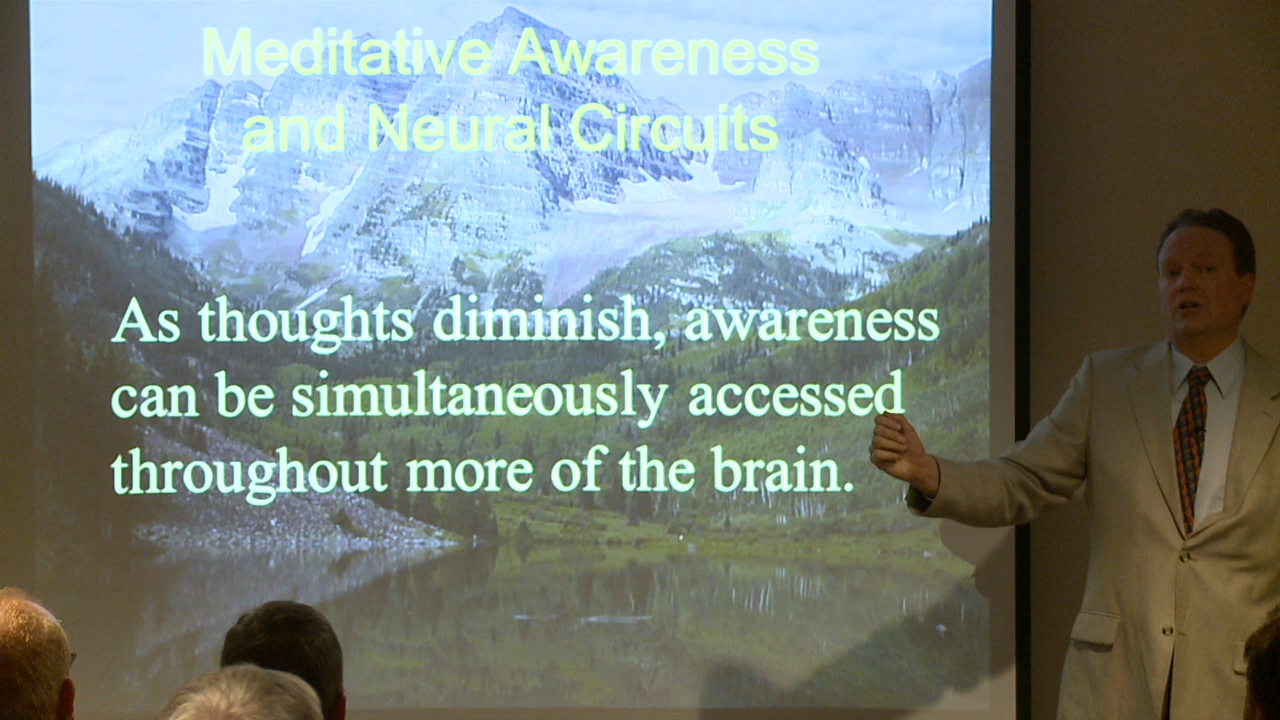 Meditative Awareness
and Neural Circuits
As thoughts diminish, awareness
can be simultaneously accessed
throughout more of the brain.